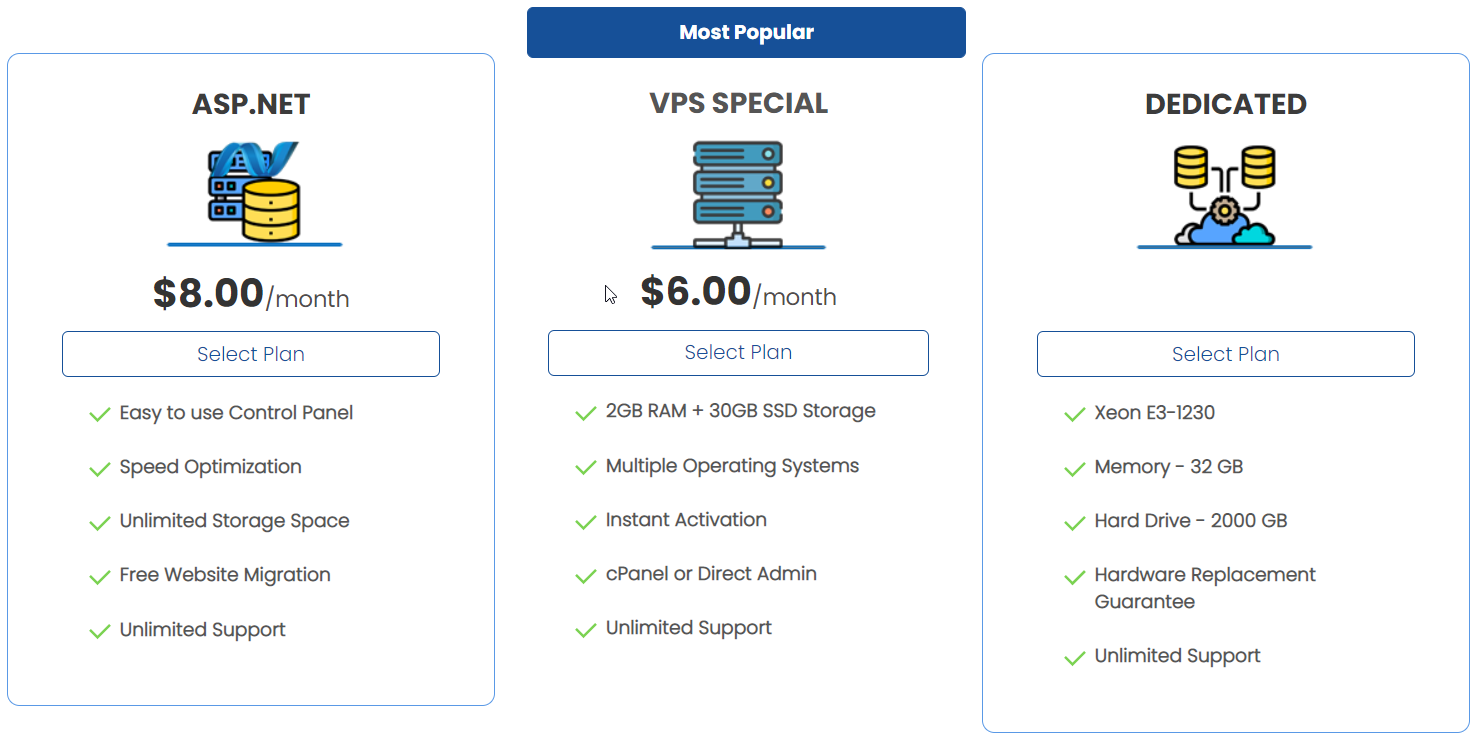 Most Popular
ASP.NET
$8.00/month
Select Plan
Easy to use Control Panel
Speed Optimization
Unlimited Storage Space
Free Website Migration
Unlimited Support
VPS SPECIAL
$6.00/month
Select Plan
2GB RAM + 30GB SSD Storage
Multiple Operating Systems
Instant Activation
cPanel or Direct Admin
Unlimited Support
DEDICATED
Select Plan
Xeon E3-1230
Memory - 32 GB
Hard Drive - 2000 GB
Hardware Replacement
Guarantee
Unlimited Support